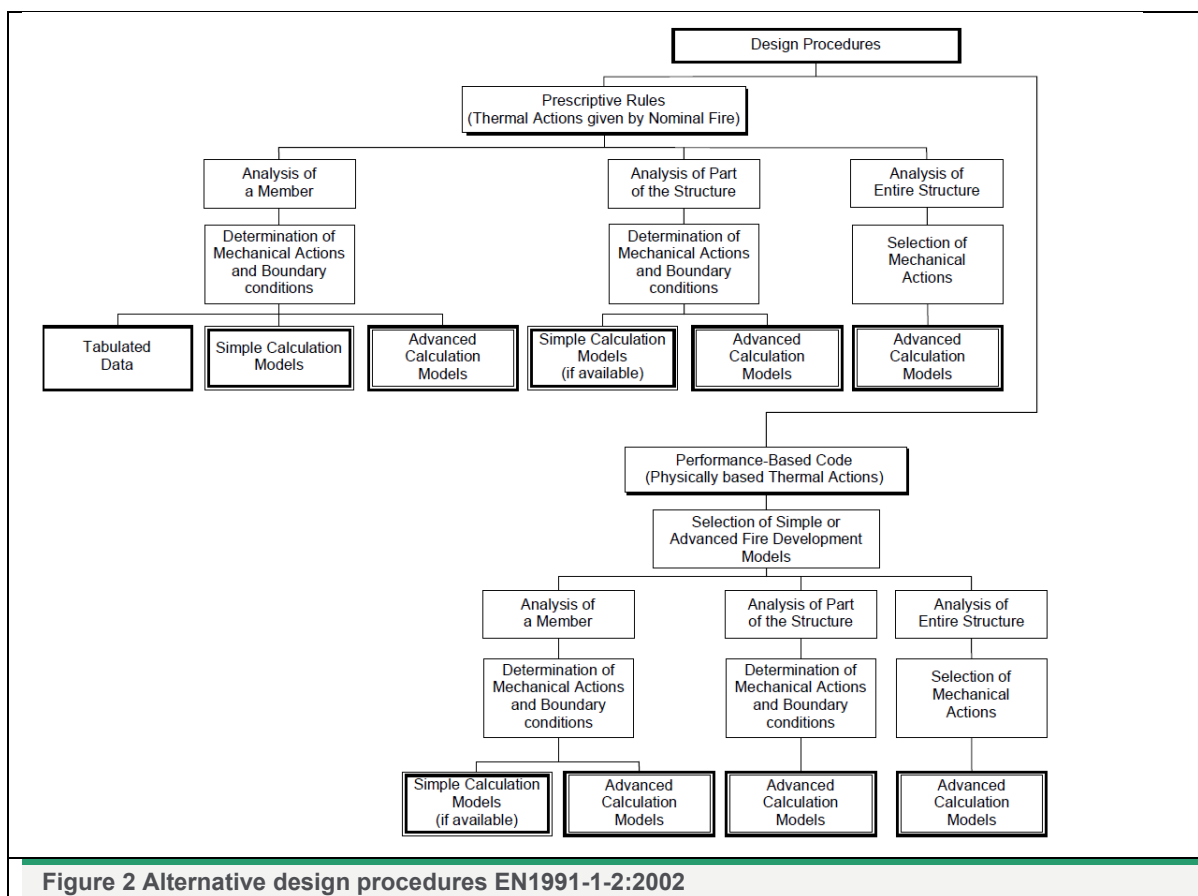 Design Procedures
Prescriptive Rules
(Thermal Actions given by Nominal Fire)
Analysis of
a Member
Analysis of Part
of the Structure
Analysis of
Entire Structure
Determination of
Mechanical Actions
and Boundary
conditions
Determination of
Mechanical Actions
and Boundary
conditions
Selection of
Mechanical
Actions
Tabulated
Data
Simple Calculation
Models
Advanced
Calculation
Models
Simple Calculation
Models
(if available)
Advanced
Calculation
Models
Advanced
Calculation
Models
Performance-Based Code
(Physically based Thermal Actions)
Selection of Simple or
Advanced Fire Development
Models
Analysis of
a Member
Analysis of Part
of the Structure
Analysis of
Entire Structure
Determination of
Mechanical Actions
and Boundary
conditions
Determination of
Mechanical Actions
and Boundary
conditions
Selection of
Mechanical
Actions
Simple Calculation
Models
(if available)
Advanced
Calculation
Models
Advanced
Calculation
Models
Advanced
Calculation
Models
Figure 2 Alternative design procedures EN1991-1-2:2002